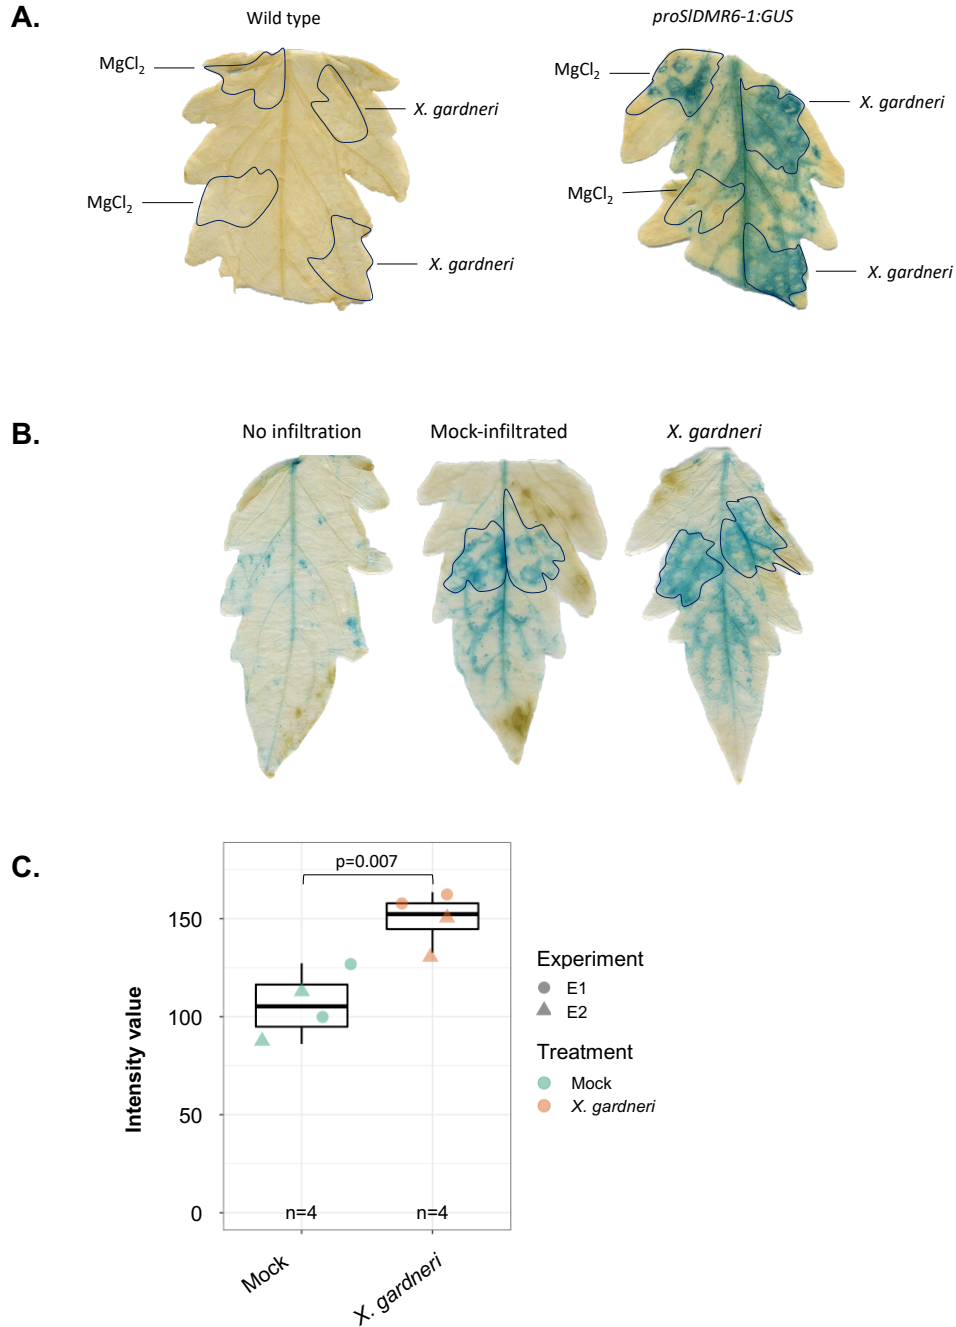 A.
Wild type
proSlDMR6-1:GUS
MgCl2
X. gardneri
MgCl2
X. gardneri
MgCl2
X. gardneri
MgCl2
X. gardneri
B.
No infiltration
Mock-infiltrated
X. gardneri
C.
p=0.007
150
100
50
0
Intensity value
n=4
n=4
Mock
X. gardneri
Experiment
E1
E2
Treatment
Mock
X. gardneri